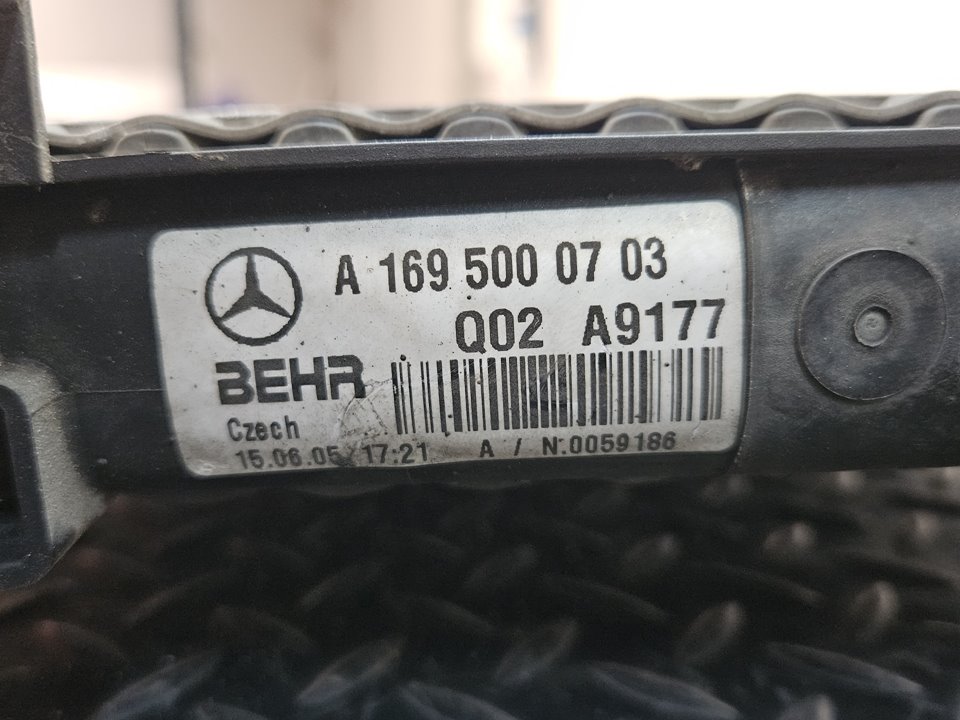 A 169 500 07 03
Q02 A9177
BEHR
Czech
15.06.05/17:21 A / N:0059186